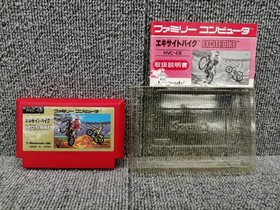 ファミリー コンピュータ
エキサイトバイク EXCITEBIKE
HVC-EB
取扱説明書
ファミリー コンピュータ
エキサイトバイク
EXCITEBIKE